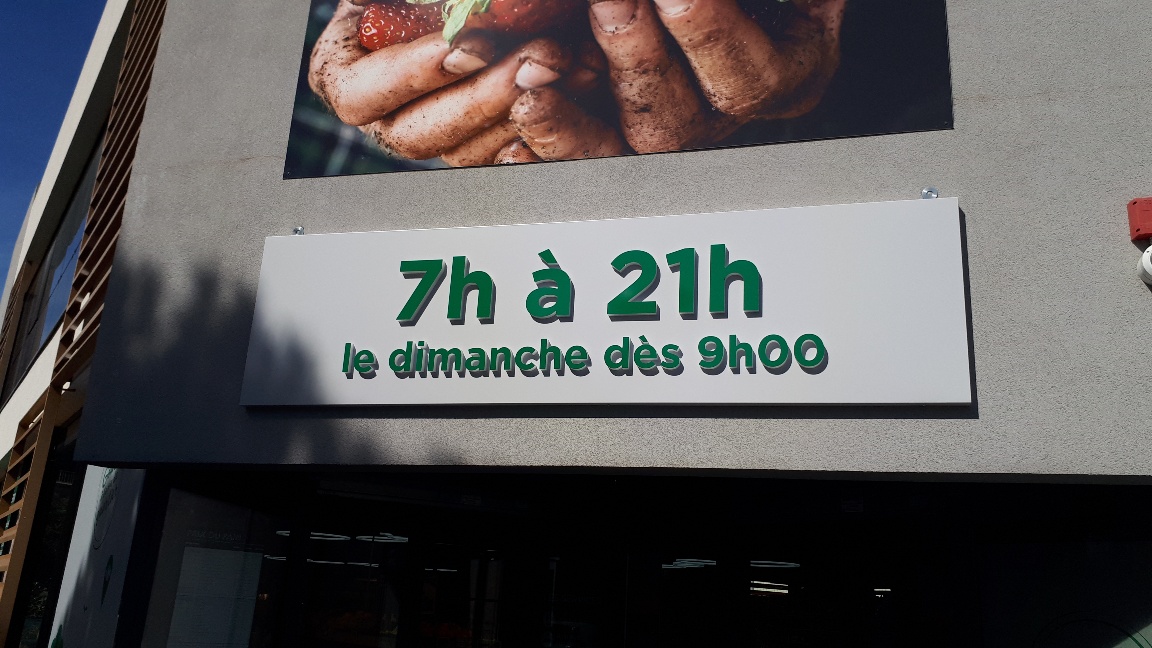 7h à 21h
le dimanche dès 9h00